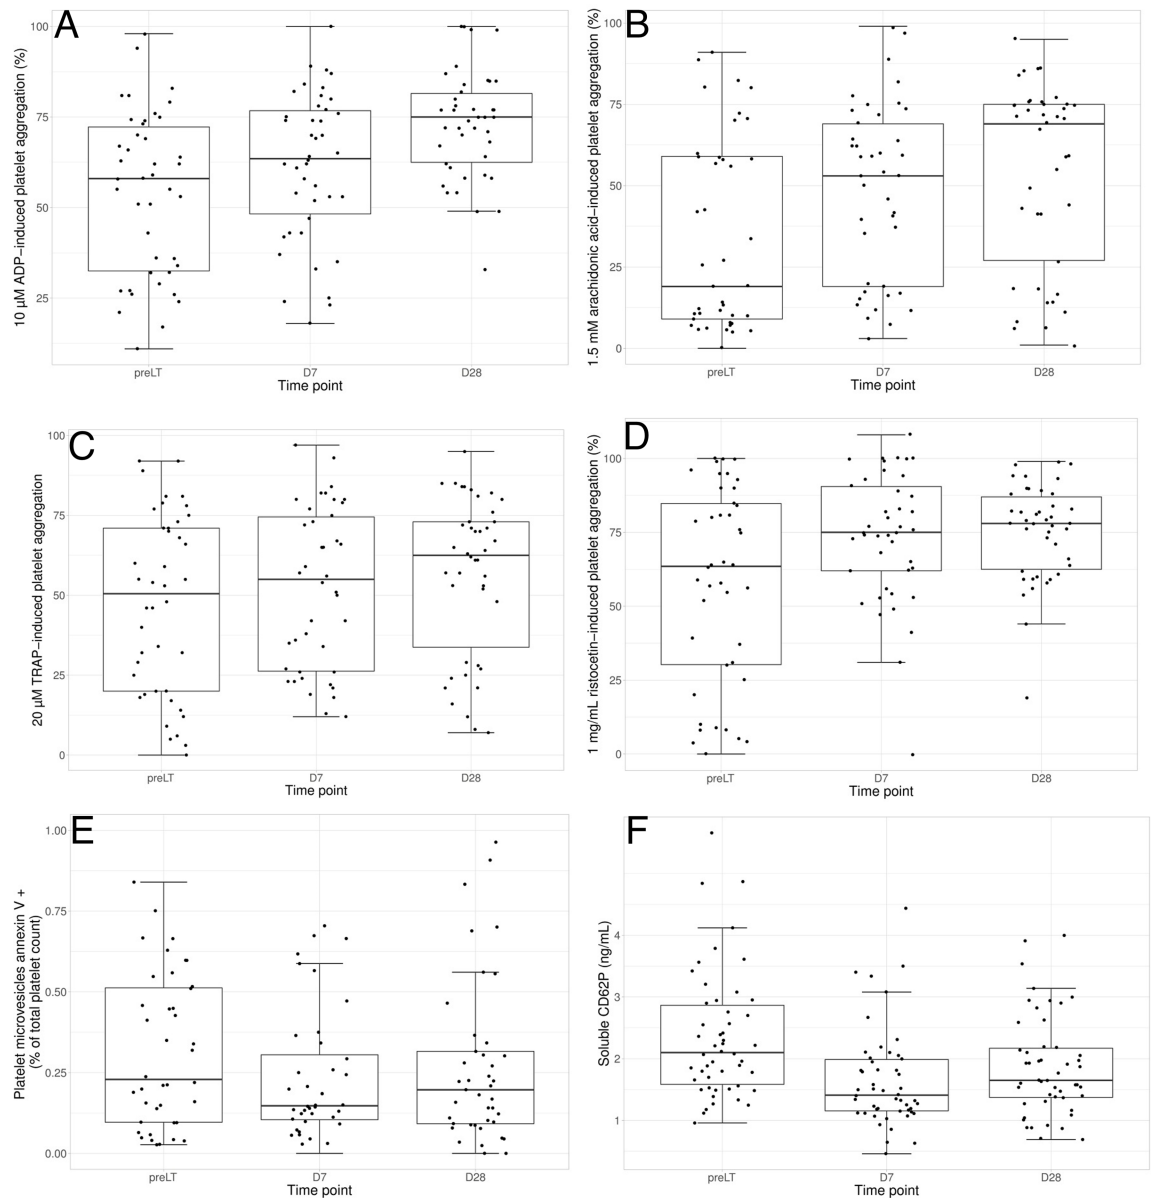 A
10 µM ADP−induced platelet aggregation (%)
100
75
50
25
preLT D7 D28
Time point
B
1.5 mM arachidonic acid−induced platelet aggregation (%)
100
75
50
25
0
preLT D7 D28
Time point
C
20 µM TRAP−induced platelet aggregation
100
75
50
25
0
preLT D7 D28
Time point
D
1 mg/mL ristocetin−induced platelet aggregation (%)
100
75
50
25
0
preLT D7 D28
Time point
E
Platelet microvesicles annexin V +
(% of total platelet count)
1.00
0.75
0.50
0.25
0.00
preLT D7 D28
Time point
F
Soluble CD62P (ng/mL)
4
3
2
1
preLT D7 D28
Time point